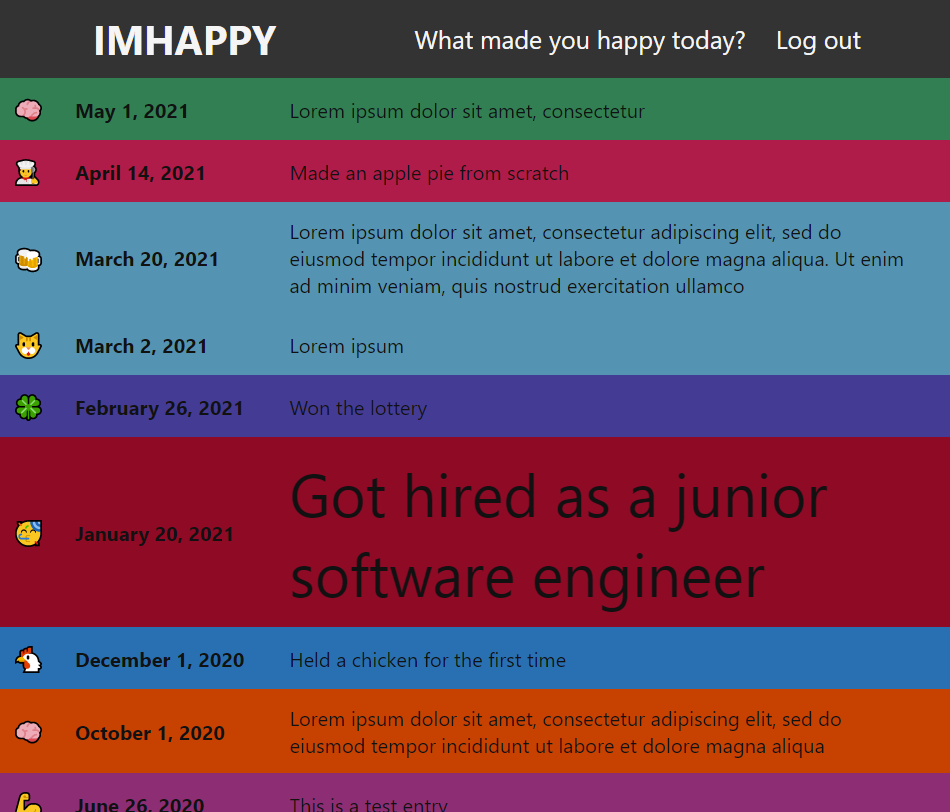 IMHAPPY What made you happy today? Log out
May 1, 2021 Lorem ipsum dolor sit amet, consectetur
April 14, 2021 Made an apple pie from scratch
Lorem ipsum dolor sit amet, consectetur adipiscing elit, sed do
March 20, 2021 eiusmod tempor incididunt ut labore et dolore magna aliqua. Ut enim
ad minim veniam, quis nostrud exercitation ullamco
March 2, 2021 Lorem ipsum
February 26, 2021 Won the lottery
January 20, 2021
Got hired as a junior
software engineer
December 1, 2020 Held a chicken for the first time
October 1, 2020
Lorem ipsum dolor sit amet, consectetur adipiscing elit, sed do
eiusmod tempor incididunt ut labore et dolore magna aliqua
June 26, 2020 This is a test entry